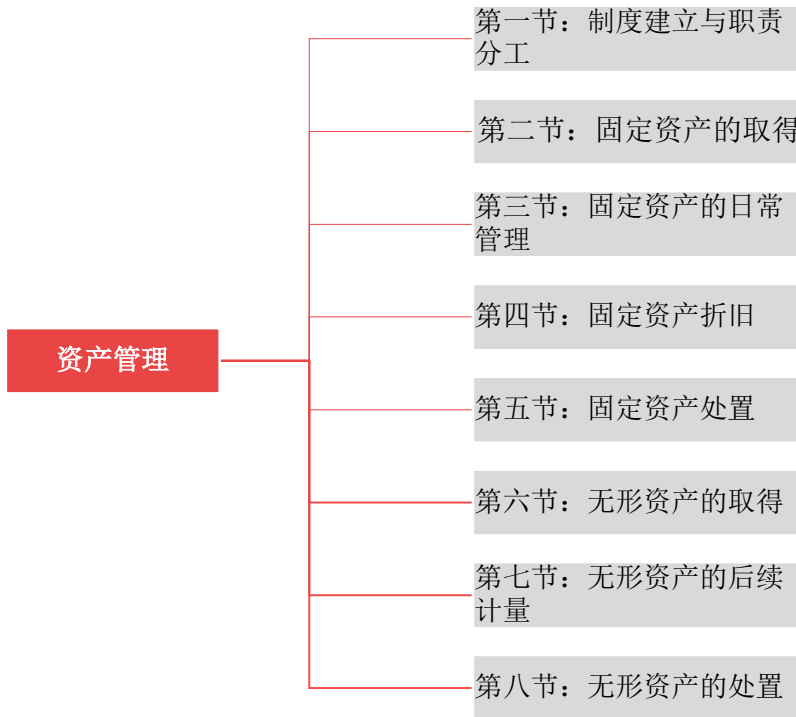 资产管理
第一节：制度建立与职责
分工
第二节：固定资产的取得
第三节：固定资产的日常
管理
第四节：固定资产折旧
第五节：固定资产处置
第六节：无形资产的取得
第七节：无形资产的后续
计量
第八节：无形资产的处置